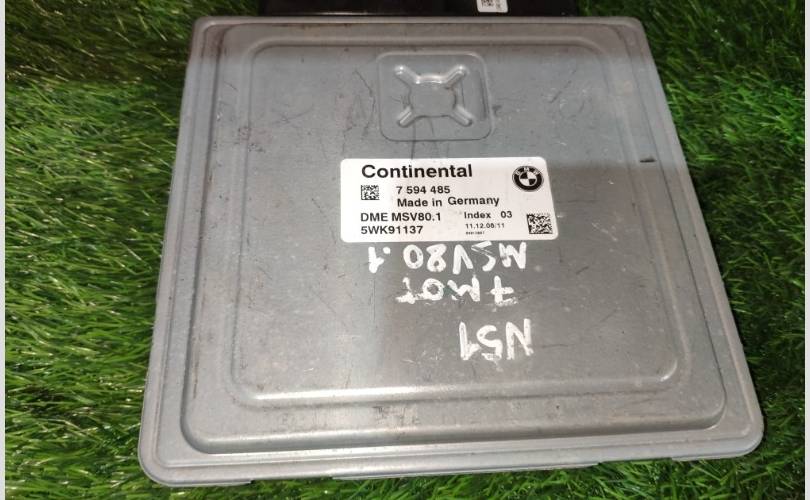 Continental
BMW
7 594 485
Made in Germany
DME MSV80.1 Index 03
5WK91137 11.12.08/11
MSV80.1
7MOT
N51